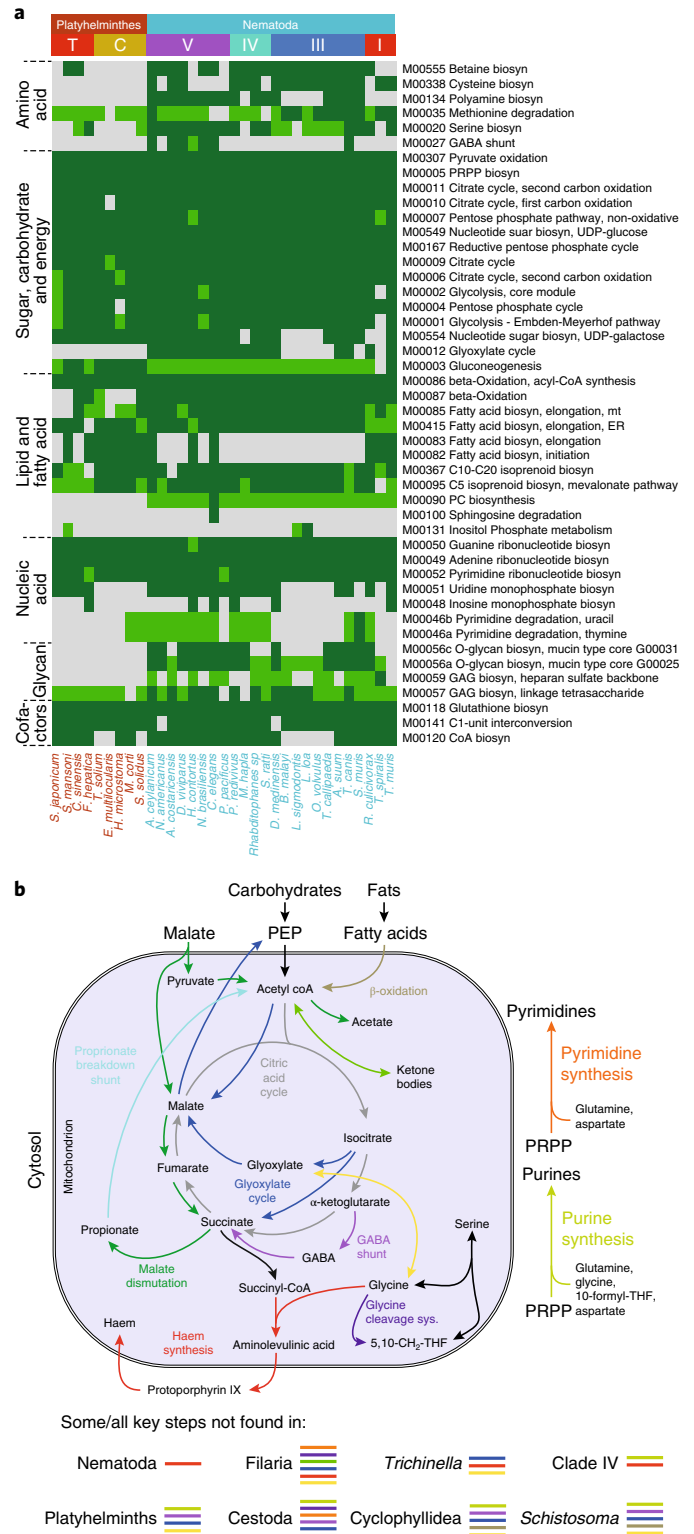 a
Platyhelminthes
Nematoda
T
C
V
IV
III
I
Amino acid
M00555 Betaine biosyn
M00338 Cysteine biosyn
M00134 Polyamine biosyn
M00035 Methionine degradation
M00020 Serine biosyn
M00027 GABA shunt
Sugar, carbohydrate and energy
M00307 Pyruvate oxidation
M00005 PRPP biosyn
M00011 Citrate cycle, second carbon oxidation
M00010 Citrate cycle, first carbon oxidation
M00007 Pentose phosphate pathway, non-oxidative
M00549 Nucleotide suar biosyn, UDP-glucose
M00167 Reductive pentose phosphate cycle
M00009 Citrate cycle
M00006 Citrate cycle, second carbon oxidation
M00002 Glycolysis, core module
M00004 Pentose phosphate cycle
M00001 Glycolysis - Embden-Meyerhof pathway
M00554 Nucleotide sugar biosyn, UDP-galactose
M00012 Glyoxylate cycle
M00003 Gluconeogenesis
Lipid and fatty acid
M00086 beta-Oxidation, acyl-CoA synthesis
M00087 beta-Oxidation
M00085 Fatty acid biosyn, elongation, mt
M00415 Fatty acid biosyn, elongation, ER
M00083 Fatty acid biosyn, elongation
M00082 Fatty acid biosyn, initiation
M00367 C10-C20 isoprenoid biosyn
M00095 C5 isoprenoid biosyn, mevalonate pathway
M00090 PC biosynthesis
M00100 Sphingosine degradation
M00131 Inositol Phosphate metabolism
Nucleic acid
M00050 Guanine ribonucleotide biosyn
M00049 Adenine ribonucleotide biosyn
M00052 Pyrimidine ribonucleotide biosyn
M00051 Uridine monophosphate biosyn
M00048 Inosine monophosphate biosyn
M00046b Pyrimidine degradation, uracil
M00046a Pyrimidine degradation, thymine
Glycan
M00056c O-glycan biosyn, mucin type core G00031
M00056a O-glycan biosyn, mucin type core G00025
M00059 GAG biosyn, heparan sulfate backbone
M00057 GAG biosyn, linkage tetrasaccharide
Cofa-
ctors
M00118 Glutathione biosyn
M00141 C1-unit interconversion
M00120 CoA biosyn
S. japonicum
S. mansoni
C. sinensis
F. hepatica
T. solium
E. multilocularis
H. microstoma
M. corti
S. solidus
A. ceylanicum
N. americanus
A. costaricensis
D. viviparus
H. contortus
N. brasiliensis
C. elegans
P. pacificus
P. redivivus
M. hapla
Rhabditophanes sp
S. ratti
D. medinensis
B. malayi
L. sigmodontis
L. loa
O. volvulus
T. callipaeda
A. suum
T. canis
S. muris
R. culicivorax
T. spiralis
T. muris
b
Carbohydrates
Fats
Malate
PEP
Fatty acids
Pyruvate
Acetyl coA
β-oxidation
Acetate
Pyrimidines
Proprionate
breakdown
shunt
Citric
acid
cycle
Ketone
bodies
Pyrimidine
synthesis
Malate
Glutamine,
aspartate
Isocitrate
PRPP
Cytosol
Mitochondrion
Fumarate
Glyoxylate
Glyoxylate
cycle
α-ketoglutarate
Purines
Propionate
Succinate
GABA
shunt
Serine
Purine
synthesis
Malate
dismutation
GABA
Succinyl-CoA
Glycine
Glutamine,
glycine,
10-formyl-THF,
aspartate
PRPP
Glycine
cleavage sys.
Haem
Haem
synthesis
Aminolevulinic acid
5,10-CH₂-THF
Protoporphyrin IX
Some/all key steps not found in:
Nematoda
Filaria
Trichinella
Clade IV
Platyhelminths
Cestoda
Cyclophyllidea
Schistosoma